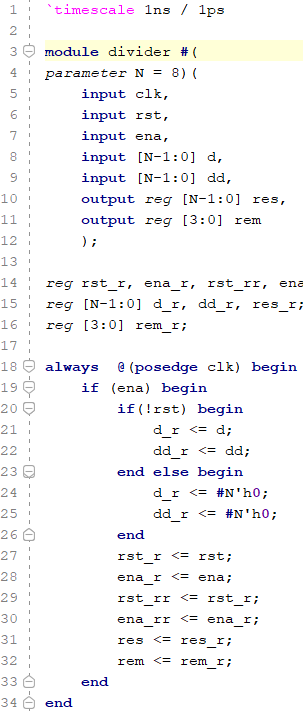 1 `timescale 1ns / 1ps
2
3 module divider #(
4 parameter N = 8)(
5     input clk,
6     input rst,
7     input ena,
8     input [N-1:0] d,
9     input [N-1:0] dd,
10     output reg [N-1:0] res,
11     output reg [3:0] rem
12     );
13
14 reg rst_r, ena_r, rst_rr, ena
15 reg [N-1:0] d_r, dd_r, res_r;
16 reg [3:0] rem_r;
17
18 always  @(posedge clk) begin
19     if (ena) begin
20         if(!rst) begin
21             d_r <= d;
22             dd_r <= dd;
23         end else begin
24             d_r <= #N'h0;
25             dd_r <= #N'h0;
26         end
27         rst_r <= rst;
28         ena_r <= ena;
29         rst_rr <= rst_r;
30         ena_rr <= ena_r;
31         res <= res_r;
32         rem <= rem_r;
33     end
34 end